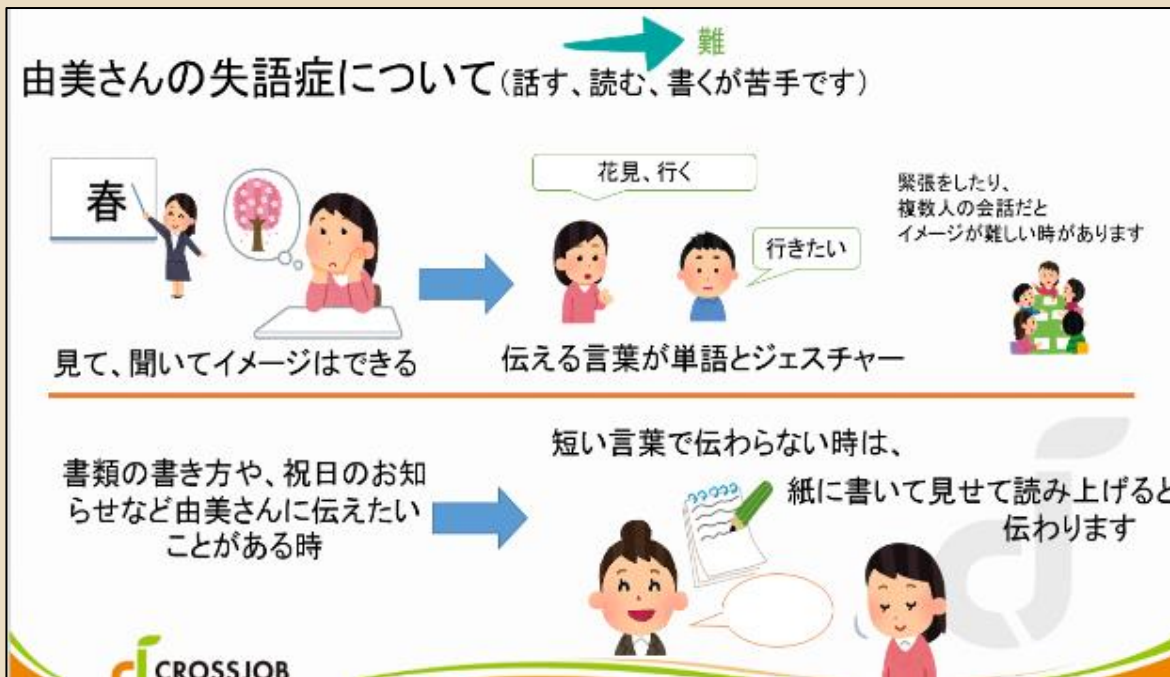 難
由美さんの失語症について(話す、読む、書くが苦手です)
春
花見、行く
行きたい
緊張をしたり、
複数人の会話だと
イメージが難しい時があります
見て、聞いてイメージはできる
伝える言葉が単語とジェスチャー
書類の書き方や、祝日のお知
らせなど由美さんに伝えたい
ことがある時
短い言葉で伝わらない時は、
紙に書いて見せて読み上げると
伝わります
CROSSJOB